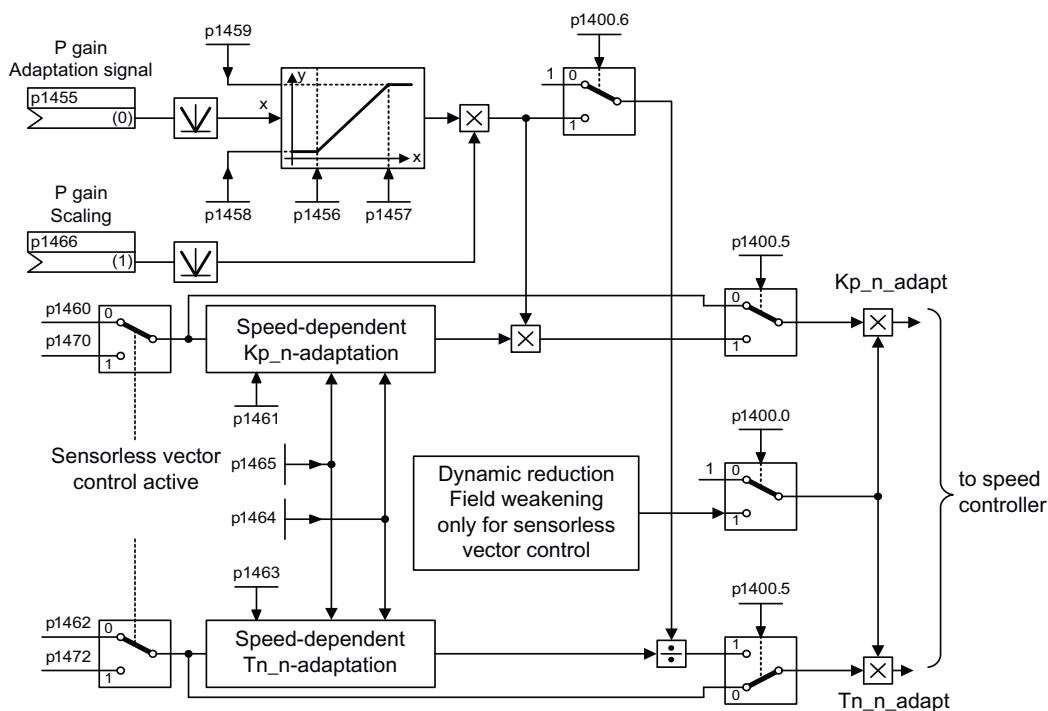 p1459
p1400.6
P gain
Adaptation signal
p1455
(0)
x
y
x
1
0
1
p1458
p1456
p1457
P gain
Scaling
p1466
(1)
p1400.5
Kp_n_adapt
p1460
0
p1470
1
Speed-dependent
Kp_n-adaptation
0
1
p1461
p1400.0
Sensorless vector
control active
p1465
p1464
Dynamic reduction
Field weakening
only for sensorless
vector control
1
0
1
to speed
controller
p1463
p1400.5
p1462
0
p1472
1
Speed-dependent
Tn_n-adaptation
1
0
Tn_n_adapt